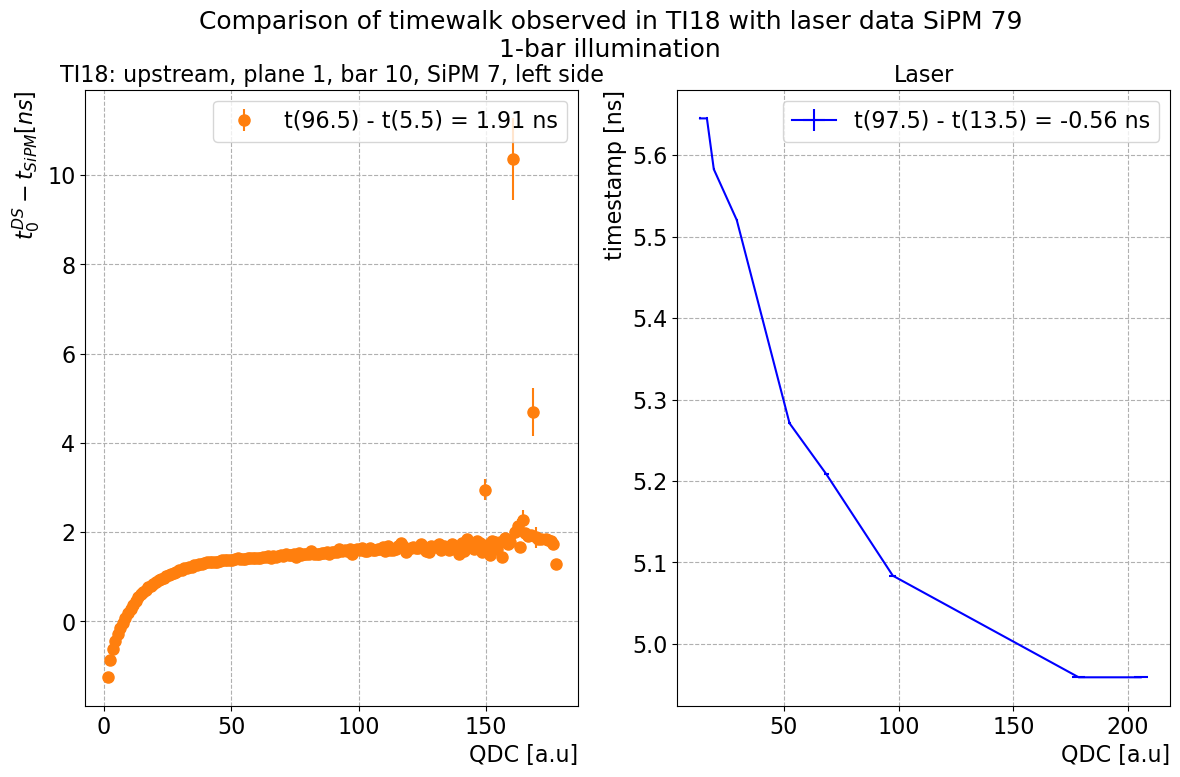 Comparison of timewalk observed in TI18 with laser data SiPM 79
1-bar illumination
TI18: upstream, plane 1, bar 10, SiPM 7, left side
t(96.5) - t(5.5) = 1.91 ns
t_0^{DS} - t_{SiPM}[ns]
10
8
6
4
2
0
0 50 100 150
QDC [a.u]
Laser
t(97.5) - t(13.5) = -0.56 ns
timestamp [ns]
5.6
5.5
5.4
5.3
5.2
5.1
5.0
50 100 150 200
QDC [a.u]